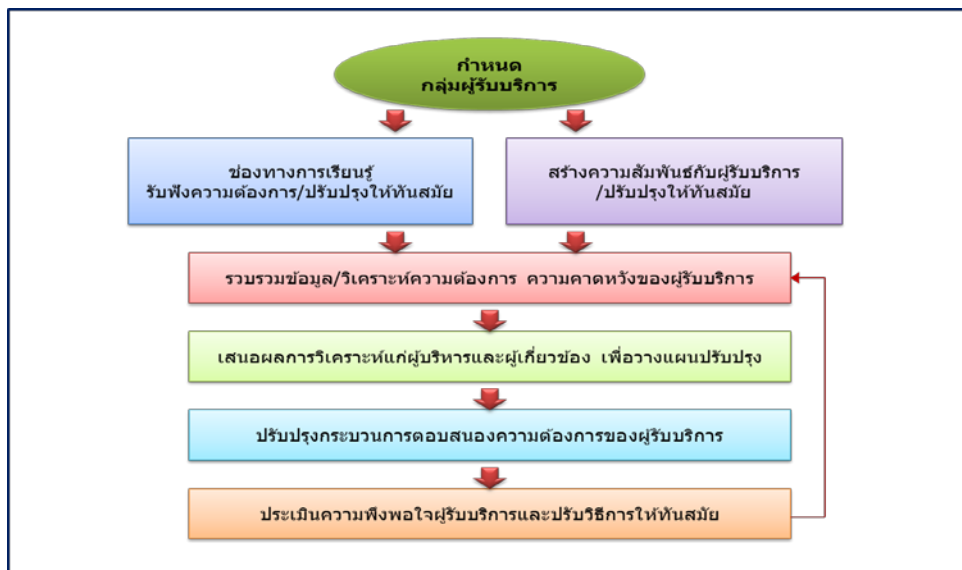 กำหนด
กลุ่มผู้รับบริการ
ช่องทางการเรียนรู้
รับฟังความต้องการ/ปรับปรุงให้ทันสมัย
สร้างความสัมพันธ์กับผู้รับบริการ
/ปรับปรุงให้ทันสมัย
รวบรวมข้อมูล/วิเคราะห์ความต้องการ ความคาดหวังของผู้รับบริการ
เสนอผลการวิเคราะห์แก่ผู้บริหารและผู้เกี่ยวข้อง เพื่อวางแผนปรับปรุง
ปรับปรุงกระบวนการตอบสนองความต้องการของผู้รับบริการ
ประเมินความพึงพอใจผู้รับบริการและปรับวิธีการให้ทันสมัย